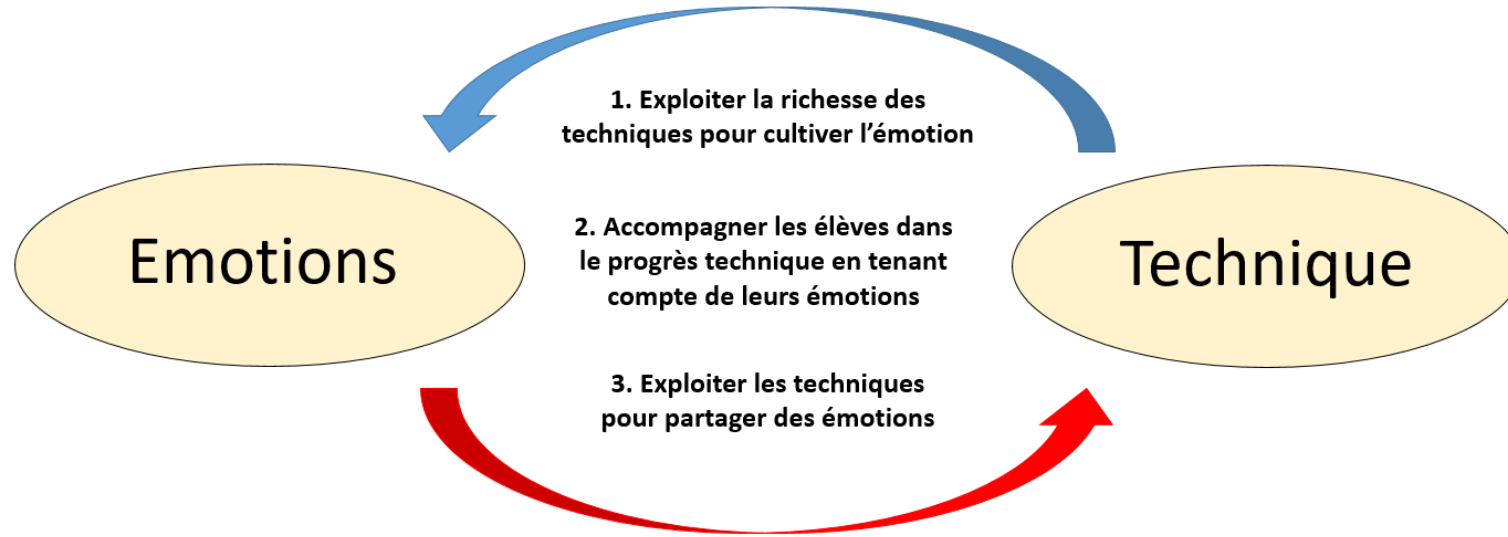 1. Exploiter la richesse des
techniques pour cultiver l’émotion
Emotions
2. Accompagner les élèves dans
le progrès technique en tenant
compte de leurs émotions
Technique
3. Exploiter les techniques
pour partager des émotions